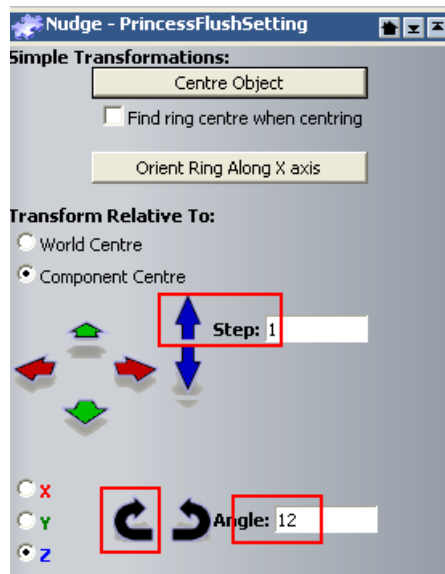 Nudge - PrincessFlushSetting
Simple Transformations:
Centre Object
Find ring centre when centring
Orient Ring Along X axis
Transform Relative To:
World Centre
Component Centre
Step: 1
X
Y
Angle: 12
Z